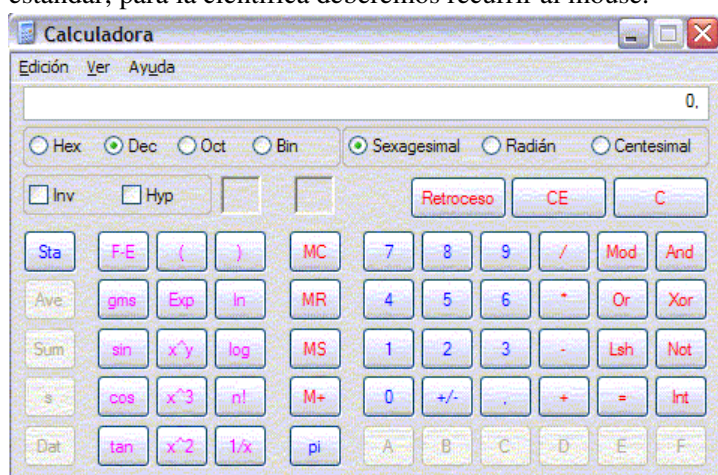 estándar, para la científica deberemos recurrir al mouse.
Calculadora
Edición Ver Ayuda
0,
Hex Dec Oct Bin Sexagesimal Radián Centesimal
Inv Hyp Retroceso CE C
Sta F-E ( ) MC 7 8 9 / Mod And
Ave gms Exp ln MR 4 5 6 * Or Xor
Sum sin x^y log MS 1 2 3 - Lsh Not
s cos x^3 n! M+ 0 +/- , + = Int
Dat tan x^2 1/x pi A B C D E F